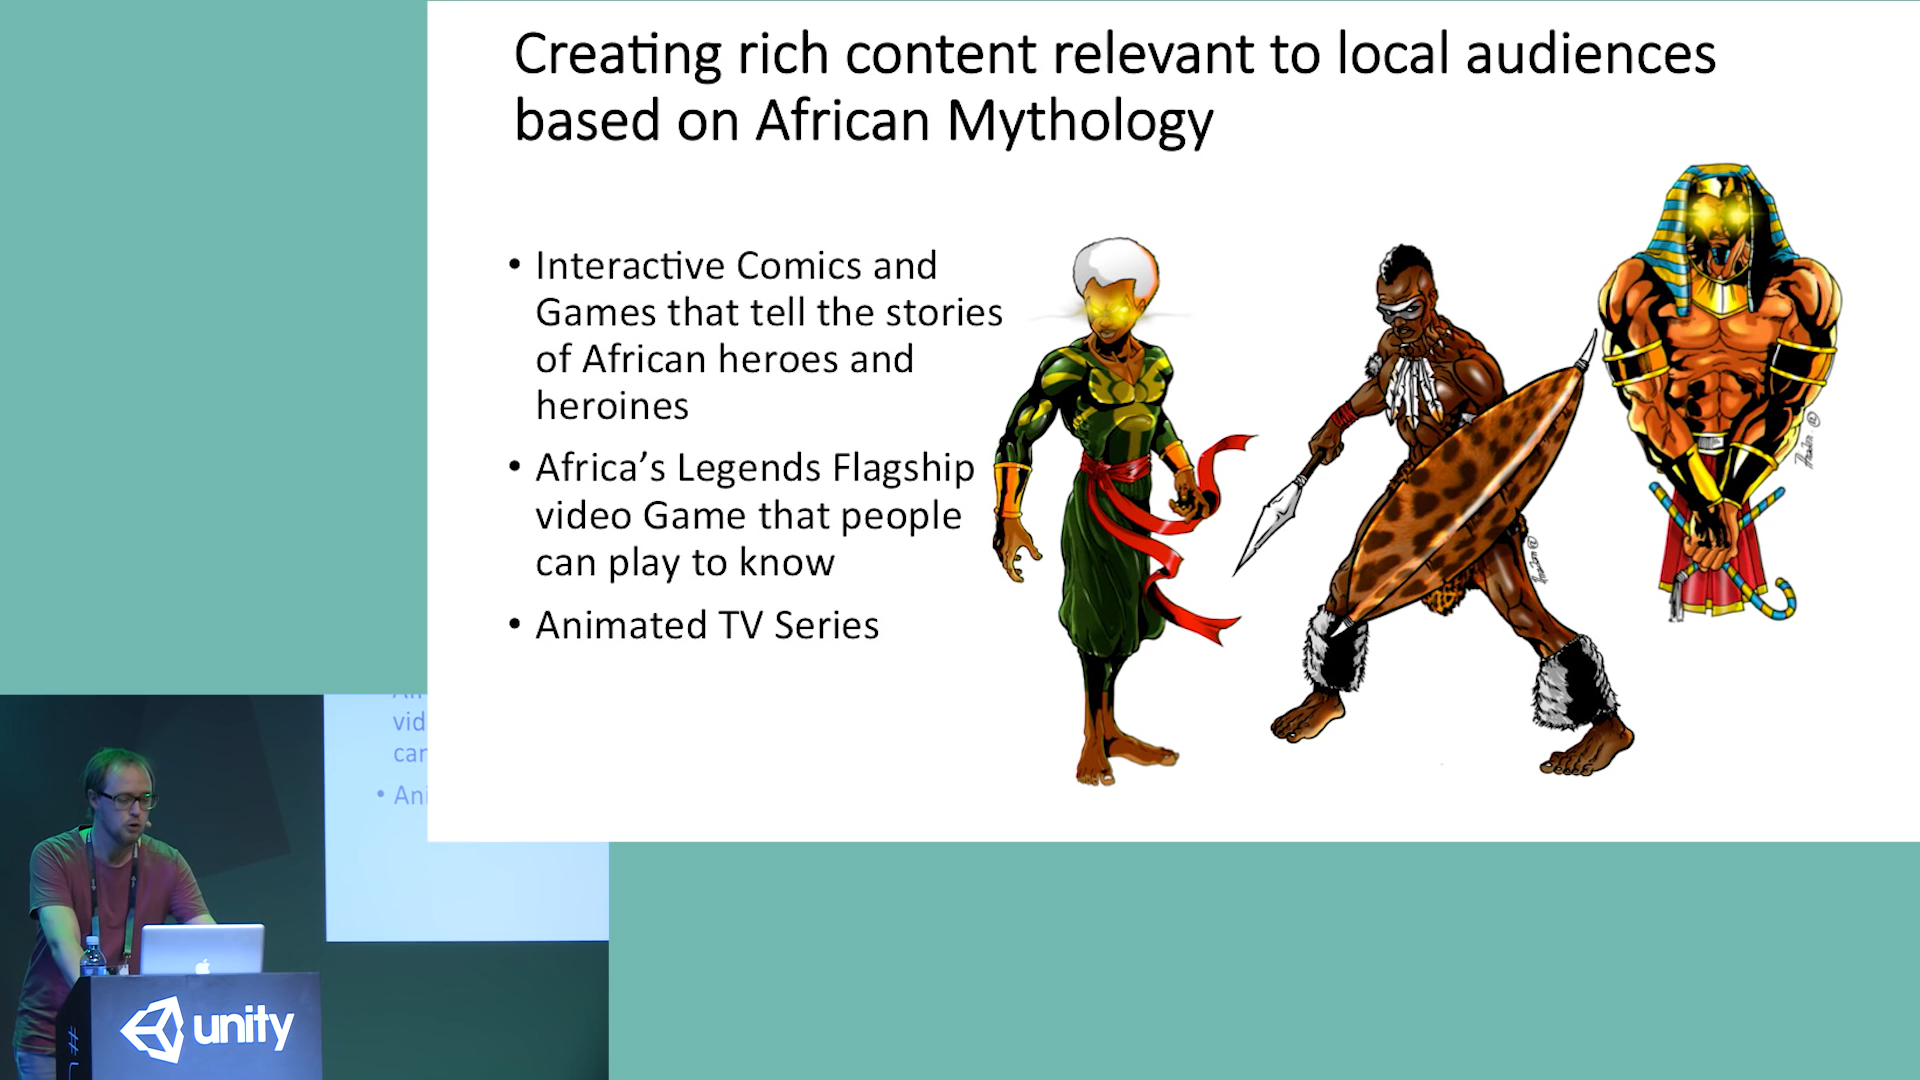 Creating rich content relevant to local audiences
based on African Mythology
• Interactive Comics and
Games that tell the stories
of African heroes and
heroines
• Africa’s Legends Flagship
video Game that people
can play to know
• Animated TV Series
vid
car
• Ani
unity